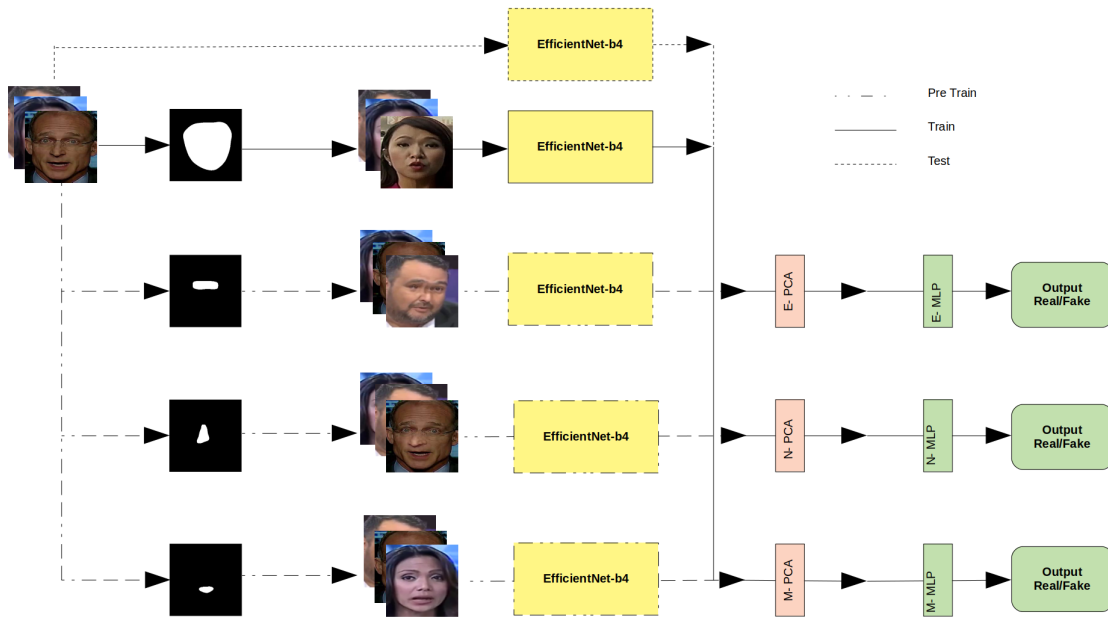 EfficientNet-b4
Pre Train
Train
Test
EfficientNet-b4
EfficientNet-b4
E- PCA
E- MLP
Output
Real/Fake
EfficientNet-b4
N- PCA
N- MLP
Output
Real/Fake
EfficientNet-b4
M- PCA
M- MLP
Output
Real/Fake